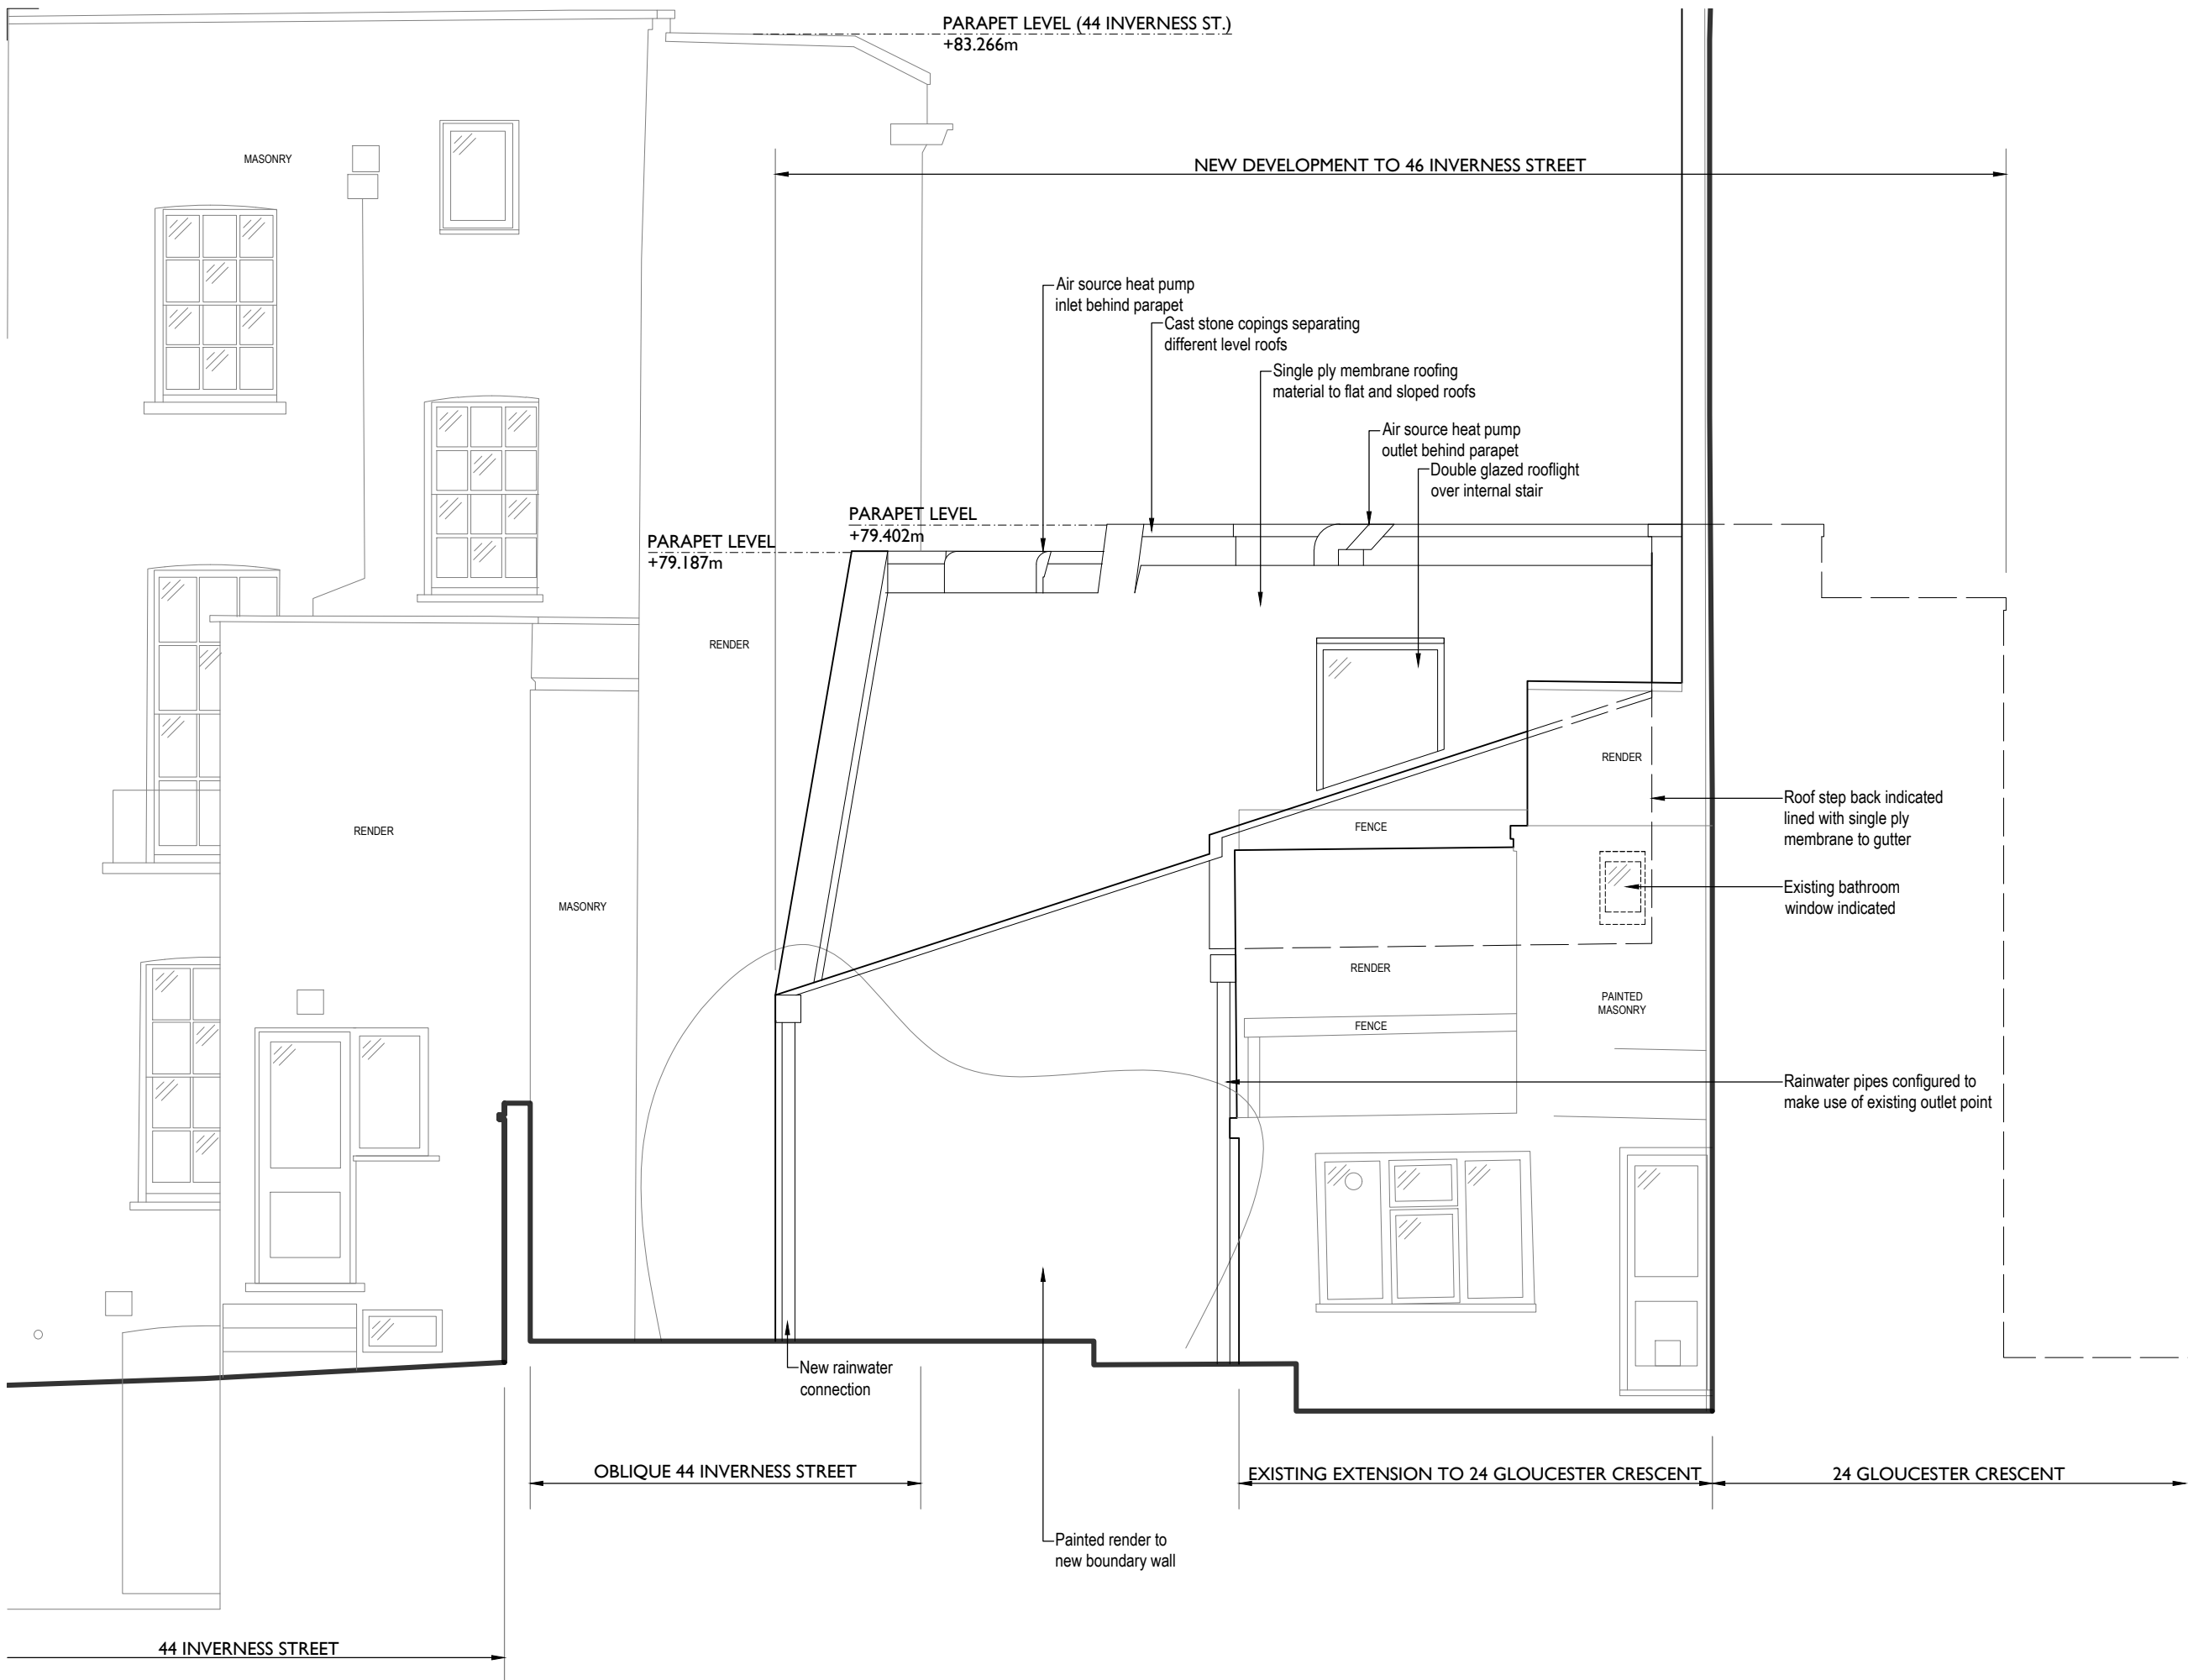 PARAPET LEVEL (44 INVERNESS ST.)
+83.266m
MASONRY
NEW DEVELOPMENT TO 46 INVERNESS STREET
Air source heat pump
inlet behind parapet
Cast stone copings separating
different level roofs
Single ply membrane roofing
material to flat and sloped roofs
Air source heat pump
outlet behind parapet
Double glazed rooflight
over internal stair
PARAPET LEVEL
+79.402m
PARAPET LEVEL
+79.187m
RENDER
RENDER
Roof step back indicated
lined with single ply
membrane to gutter
FENCE
RENDER
Existing bathroom
window indicated
MASONRY
RENDER
PAINTED
MASONRY
FENCE
Rainwater pipes configured to
make use of existing outlet point
New rainwater
connection
OBLIQUE 44 INVERNESS STREET
EXISTING EXTENSION TO 24 GLOUCESTER CRESCENT
24 GLOUCESTER CRESCENT
Painted render to
new boundary wall
44 INVERNESS STREET